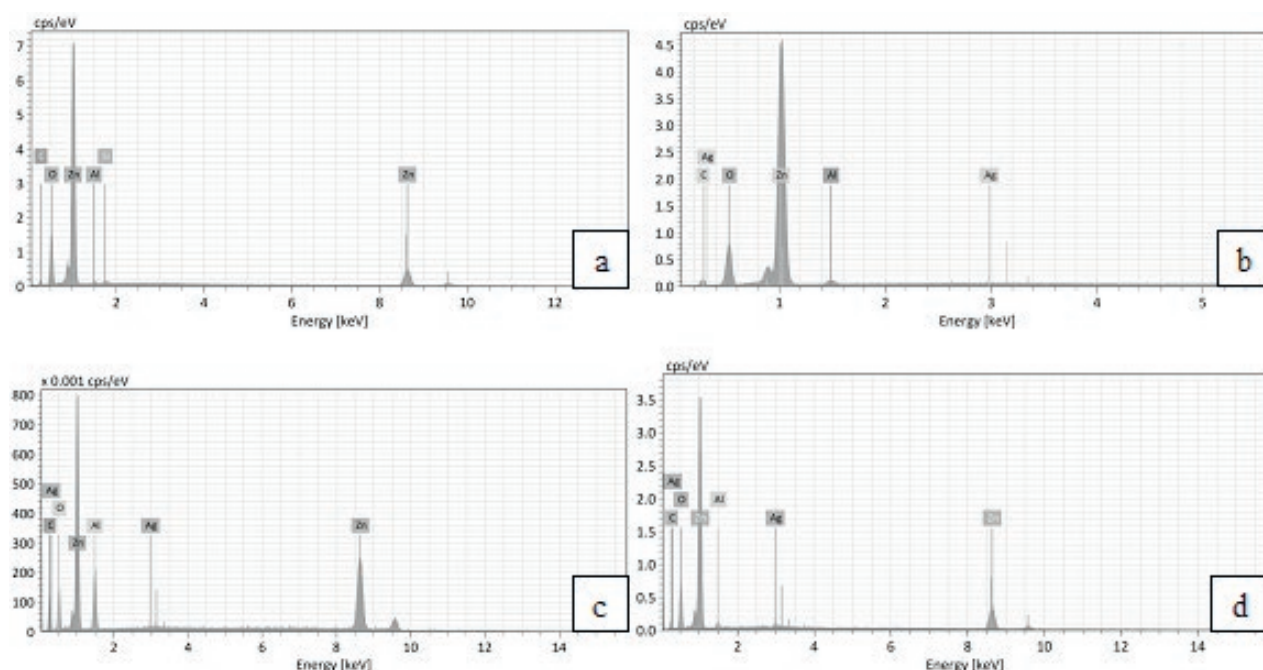 cps/eV
7
6
5
4
3
2
1
0
C
O Zn Al
Zn
2 4 6 8 10 12
Energy [keV]
a
cps/eV
4.5
4.0
3.5
3.0
2.5
2.0
1.5
1.0
0.5
0.0
Ag
C O Zn Al Ag
1 2 3 4 5
Energy [keV]
b
x 0.001 cps/eV
800
700
600
500
400
300
200
100
0
Ag
O
C Al Ag Zn
Zn
2 4 6 8 10 12 14
Energy [keV]
c
cps/eV
3.5
3.0
2.5
2.0
1.5
1.0
0.5
0.0
Ag
O Al
C Zn Ag Zn
2 4 6 8 10 12 14
Energy [keV]
d